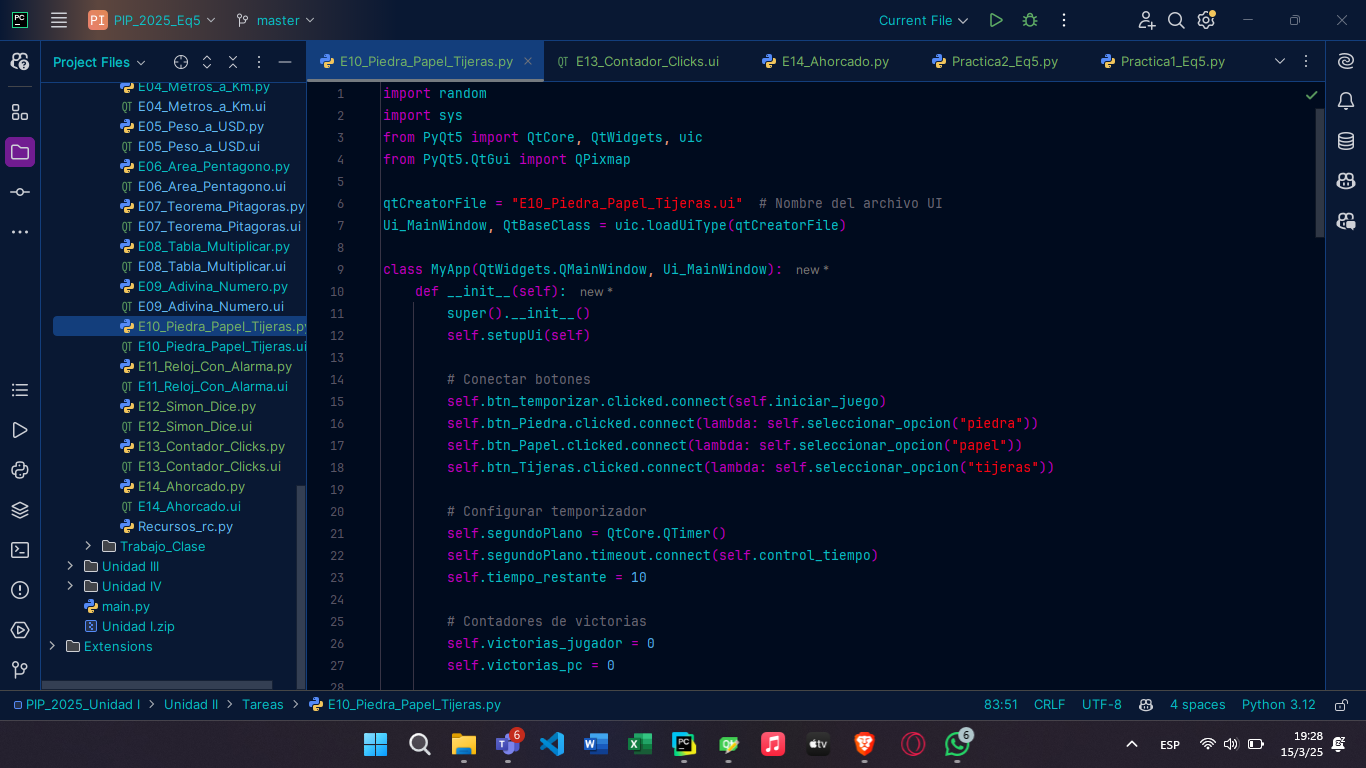 PC
PI PIP_2025_Eq5 master Current File
Project Files
E10_Piedra_Papel_Tijeras.py E13_Contador_Clicks.ui E14_Ahorcado.py Practica2_Eq5.py Practica1_Eq5.py
E04_Metros_a_Km.py
E04_Metros_a_Km.ui
E05_Peso_a_USD.py
E05_Peso_a_USD.ui
E06_Area_Pentagono.py
E06_Area_Pentagono.ui
E07_Teorema_Pitagoras.py
E07_Teorema_Pitagoras.ui
E08_Tabla_Multiplicar.py
E08_Tabla_Multiplicar.ui
E09_Adivina_Numero.py
E09_Adivina_Numero.ui
E10_Piedra_Papel_Tijeras.py
E10_Piedra_Papel_Tijeras.ui
E11_Reloj_Con_Alarma.py
E11_Reloj_Con_Alarma.ui
E12_Simon_Dice.py
E12_Simon_Dice.ui
E13_Contador_Clicks.py
E13_Contador_Clicks.ui
E14_Ahorcado.py
E14_Ahorcado.ui
Recursos_rc.py
Trabajo_Clase
Unidad III
Unidad IV
main.py
Unidad I.zip
Extensions
1 import random
2 import sys
3 from PyQt5 import QtCore, QtWidgets, uic
4 from PyQt5.QtGui import QPixmap
5
6 qtCreatorFile = "E10_Piedra_Papel_Tijeras.ui"  # Nombre del archivo UI
7 Ui_MainWindow, QtBaseClass = uic.loadUiType(qtCreatorFile)
8
9 class MyApp(QtWidgets.QMainWindow, Ui_MainWindow): new *
10     def __init__(self): new *
11         super().__init__()
12         self.setupUi(self)
13
14         # Conectar botones
15         self.btn_temporizar.clicked.connect(self.iniciar_juego)
16         self.btn_Piedra.clicked.connect(lambda: self.seleccionar_opcion("piedra"))
17         self.btn_Papel.clicked.connect(lambda: self.seleccionar_opcion("papel"))
18         self.btn_Tijeras.clicked.connect(lambda: self.seleccionar_opcion("tijeras"))
19
20         # Configurar temporizador
21         self.segundoPlano = QtCore.QTimer()
22         self.segundoPlano.timeout.connect(self.control_tiempo)
23         self.tiempo_restante = 10
24
25         # Contadores de victorias
26         self.victorias_jugador = 0
27         self.victorias_pc = 0
28
PIP_2025_Unidad I > Unidad II > Tareas > E10_Piedra_Papel_Tijeras.py 83:51 CRLF UTF-8 4 spaces Python 3.12
6 tv 6 ESP 19:28
15/3/25